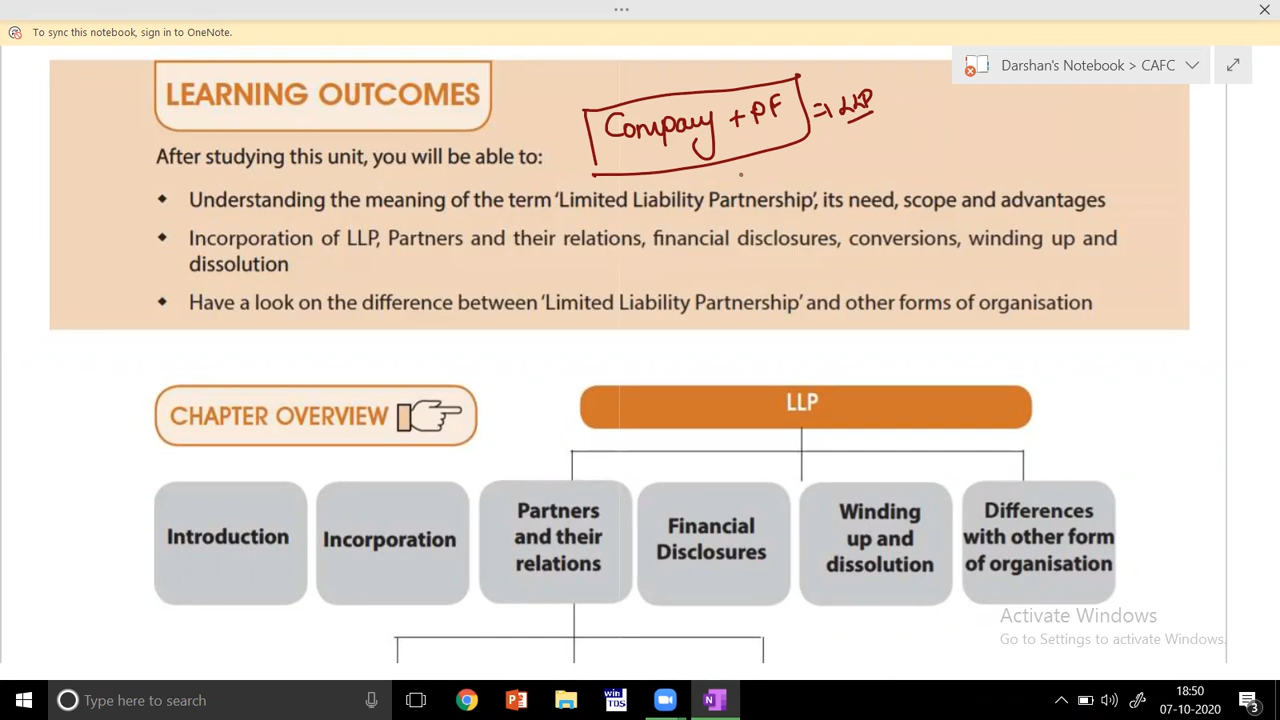 To sync this notebook, sign in to OneNote.
Darshan's Notebook > CAFC
LEARNING OUTCOMES
Company + PF ⇒ LLP
After studying this unit, you will be able to:
Understanding the meaning of the term 'Limited Liability Partnership', its need, scope and advantages
Incorporation of LLP, Partners and their relations, financial disclosures, conversions, winding up and
dissolution
Have a look on the difference between 'Limited Liability Partnership' and other forms of organisation
CHAPTER OVERVIEW
LLP
Introduction
Incorporation
Partners
and their
relations
Financial
Disclosures
Winding
up and
dissolution
Differences
with other form
of organisation
Activate Windows
Go to Settings to activate Windows.
Type here to search
win
TDS
18:50
07-10-2020
3